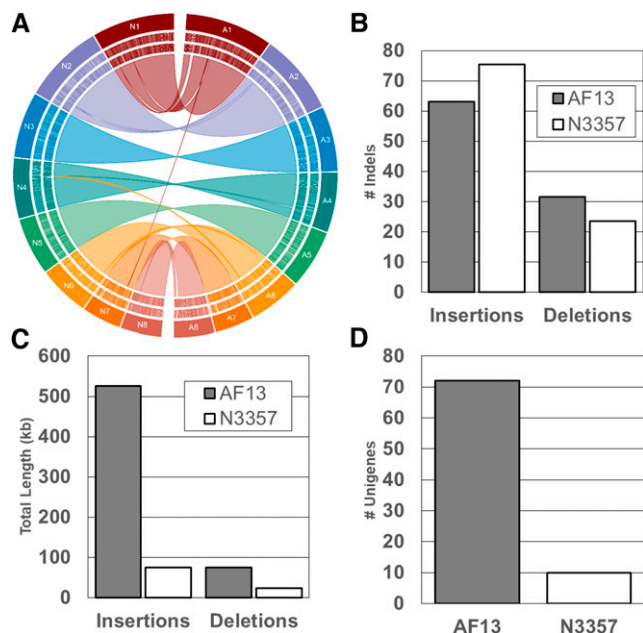 A
N1
A1
N2
A2
N3
A3
N4
A4
N5
A5
N6
A6
N7
A7
N8
A8
B
# Indels
80
70
60
50
40
30
20
10
0
AF13
N3357
Insertions
Deletions
C
Total Length (kb)
600
500
400
300
200
100
0
AF13
N3357
Insertions
Deletions
D
# Unigenes
80
70
60
50
40
30
20
10
0
AF13
N3357